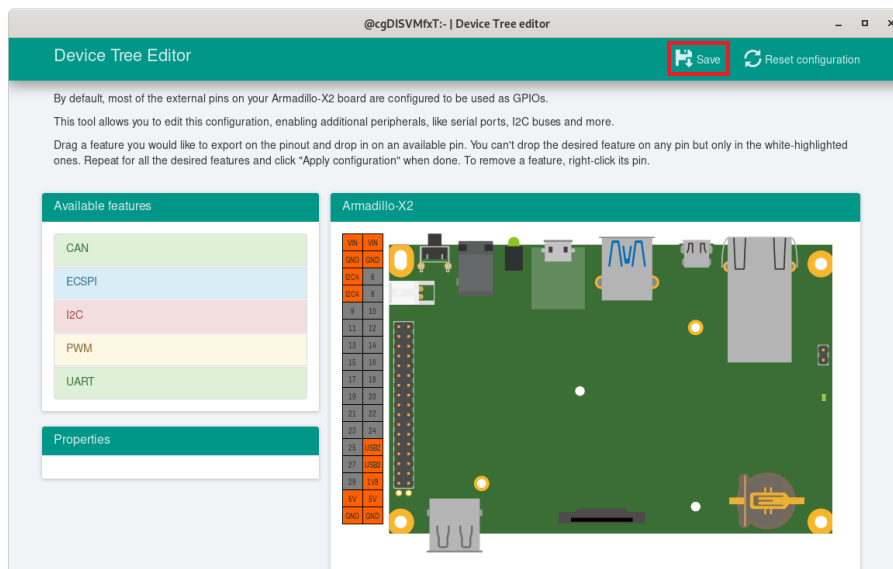 @cgDISVMfxT:- | Device Tree editor
Device Tree Editor
Save
Reset configuration
By default, most of the external pins on your Armadillo-X2 board are configured to be used as GPIOs.
This tool allows you to edit this configuration, enabling additional peripherals, like serial ports, I2C buses and more.
Drag a feature you would like to export on the pinout and drop in on an available pin. You can't drop the desired feature on any pin but only in the white-highlighted
ones. Repeat for all the desired features and click "Apply configuration" when done. To remove a feature, right-click its pin.
Available features
CAN
ECSPI
I2C
PWM
UART
Properties
Armadillo-X2
VIN VIN
GND GND
I2C4 6
I2C4 8
9 10
11 12
13 14
15 16
17 18
19 20
21 22
23 24
25 USB2
27 USB2
29 1V8
5V 5V
GND GND